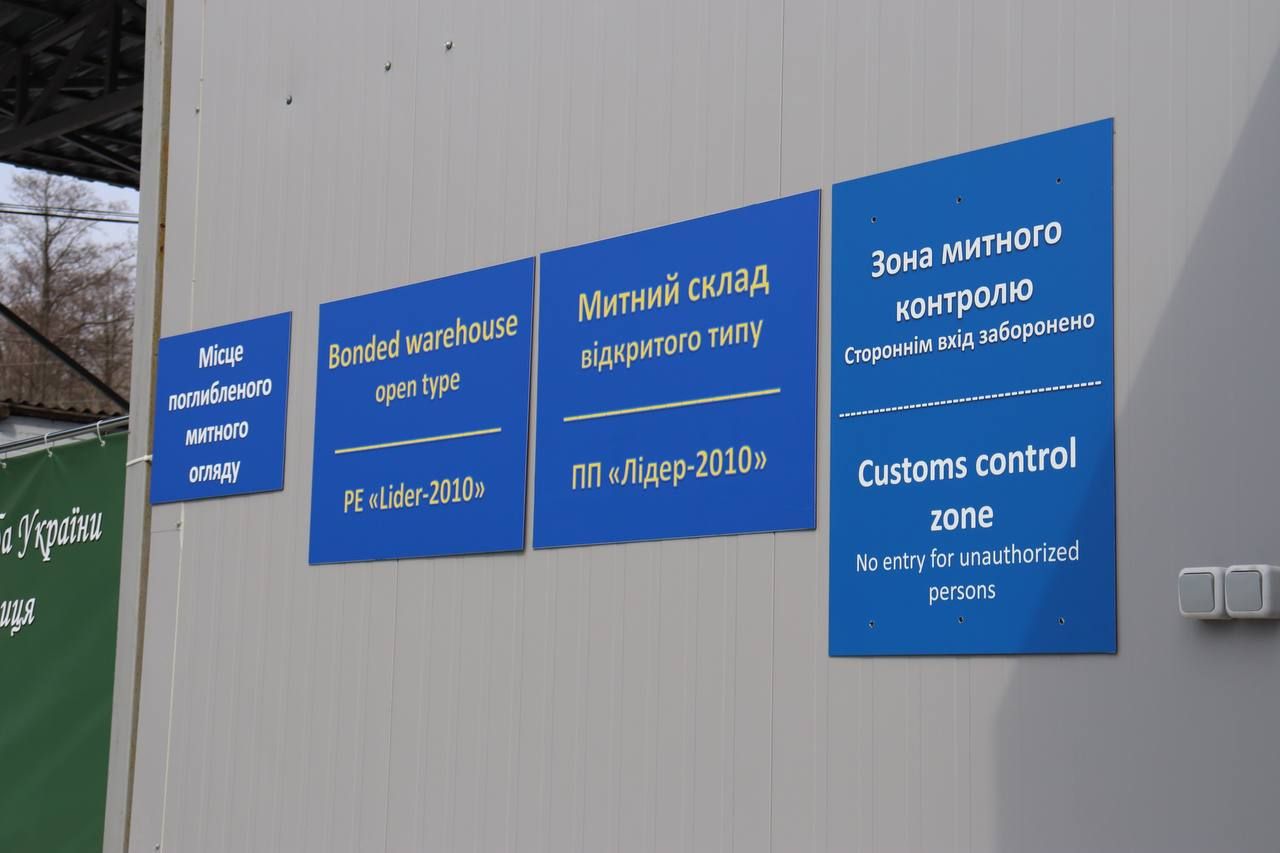 Місце
поглибленого
митного
огляду
Bonded warehouse
open type
PE «Lider-2010»
Митний склад
відкритого типу
ПП «Лідер-2010»
Зона митного
контролю
Стороннім вхід заборонено
Customs control
zone
No entry for unauthorized
persons
України